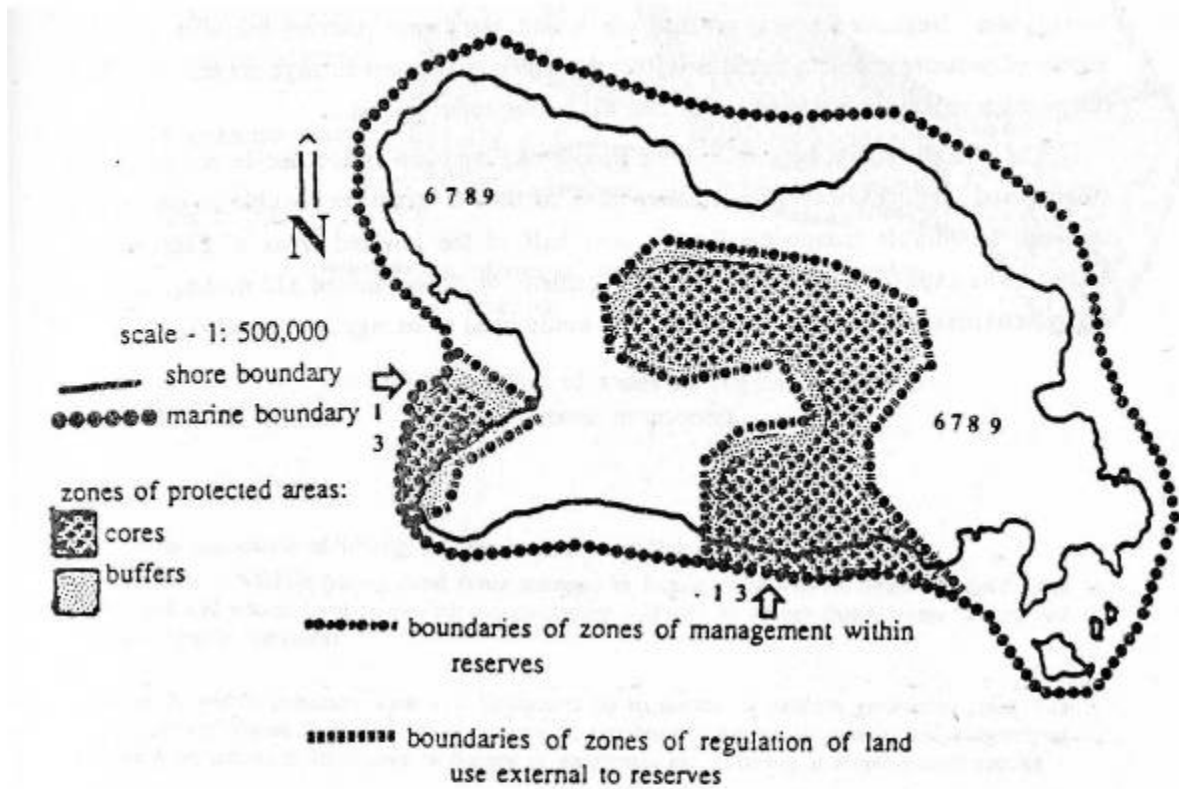 6 7 8 9
N
scale - 1: 500,000
shore boundary
marine boundary
1
3
6 7 8 9
zones of protected areas:
cores
buffers
- 1 3
boundaries of zones of management within
reserves
boundaries of zones of regulation of land
use external to reserves